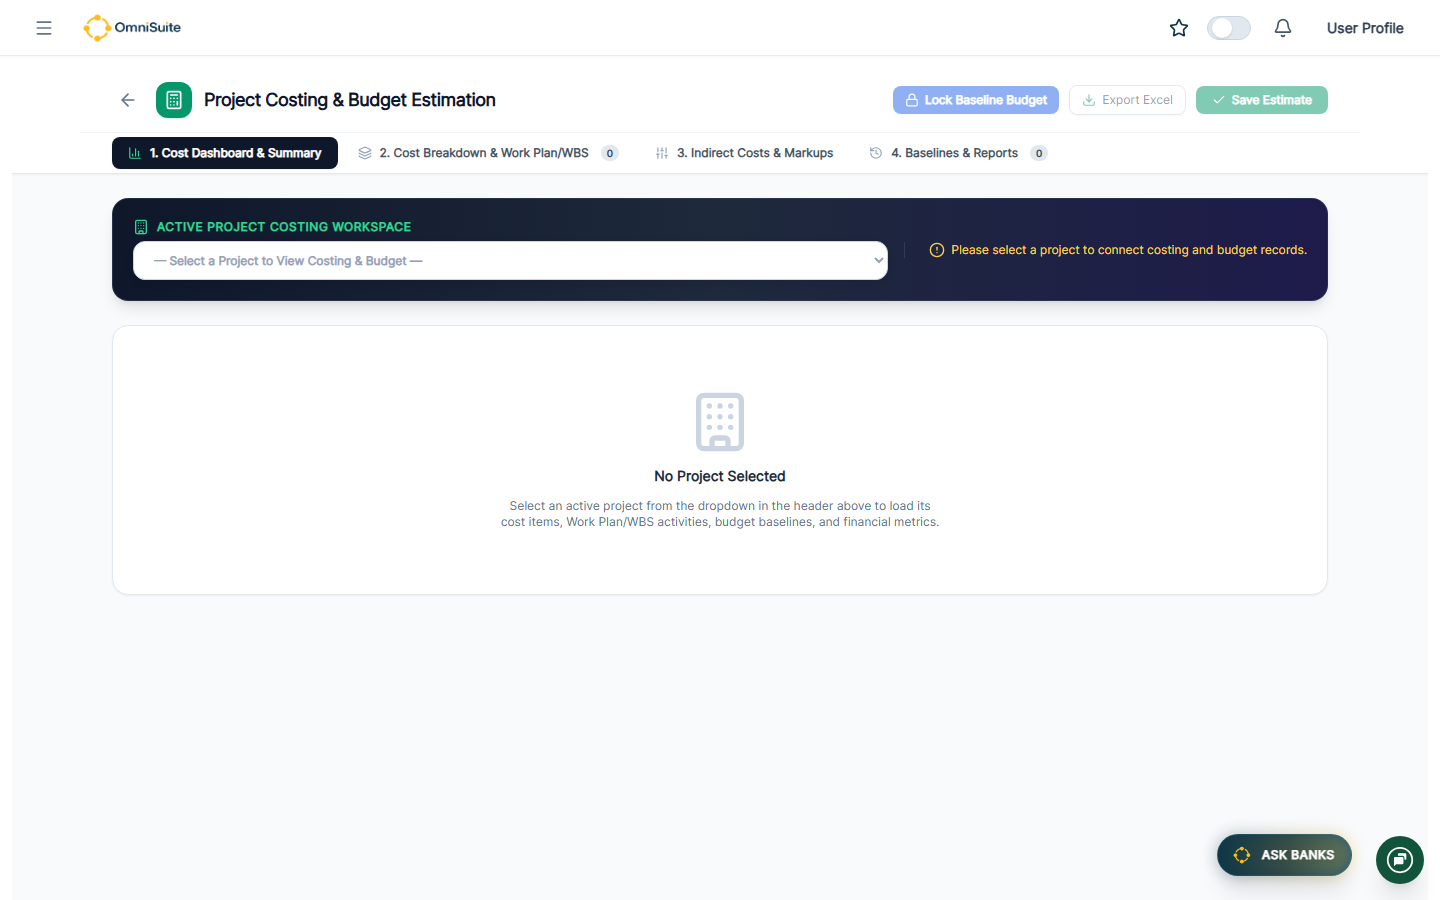 OmniSuite
User Profile
Project Costing & Budget Estimation
Lock Baseline Budget
Export Excel
Save Estimate
1. Cost Dashboard & Summary
2. Cost Breakdown & Work Plan/WBS 0
3. Indirect Costs & Markups
4. Baselines & Reports 0
ACTIVE PROJECT COSTING WORKSPACE
— Select a Project to View Costing & Budget —
Please select a project to connect costing and budget records.
No Project Selected
Select an active project from the dropdown in the header above to load its
cost items, Work Plan/WBS activities, budget baselines, and financial metrics.
ASK BANKS